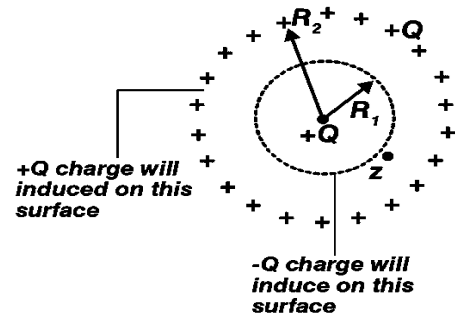 R2
+Q
R1
+Q
z
+Q charge will
induced on this
surface
-Q charge will
induce on this
surface